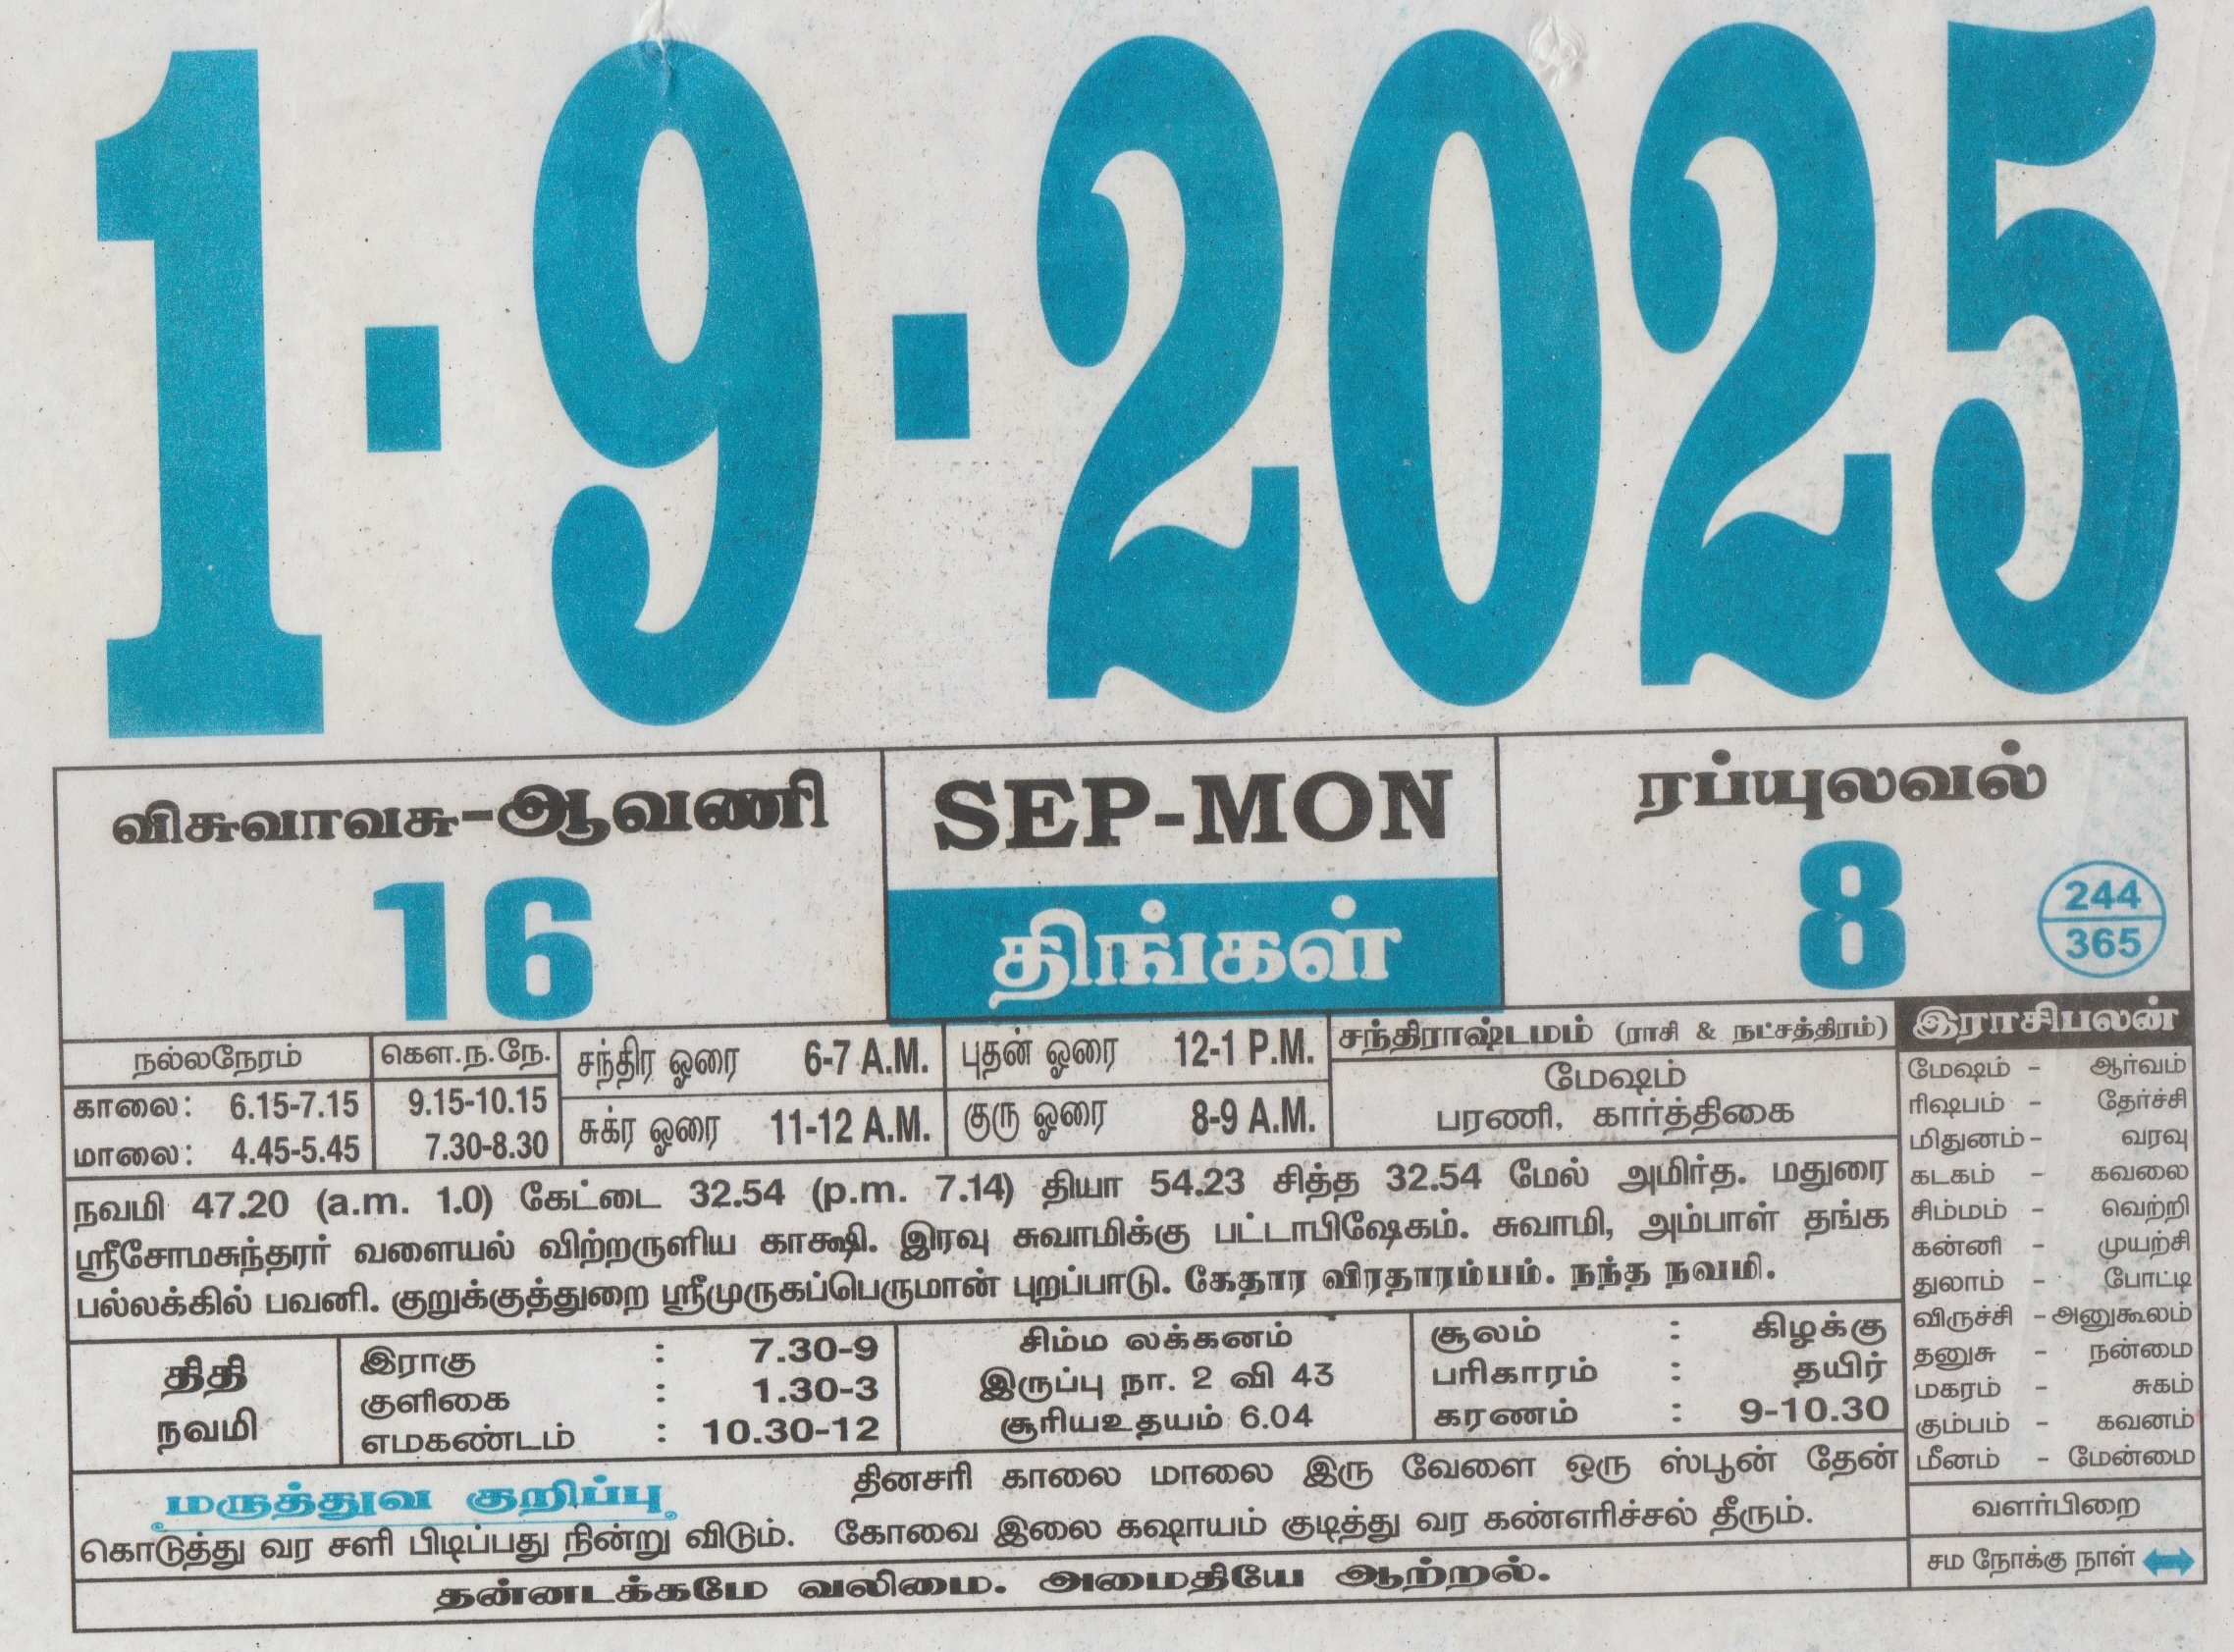 1·9·2025
விசுவாவசு-ஆவணி
16
SEP-MON
திங்கள்
ரப்யுலவல்
8
244
365
நல்லநேரம்
கௌ.ந.நே.
காலை: 6.15-7.15 9.15-10.15
மாலை: 4.45-5.45 7.30-8.30
சந்திர ஓரை 6-7 A.M.
சுக்ர ஓரை 11-12 A.M.
புதன் ஓரை 12-1 P.M.
குரு ஓரை 8-9 A.M.
சந்திராஷ்டமம் (ராசி & நட்சத்திரம்)
மேஷம்
பரணி, கார்த்திகை
நவமி 47.20 (a.m. 1.0) கேட்டை 32.54 (p.m. 7.14) தியா 54.23 சித்த 32.54 மேல் அமிர்த. மதுரை
ஸ்ரீசோமசுந்தரர் வளையல் விற்றருளிய காக்ஷி. இரவு சுவாமிக்கு பட்டாபிஷேகம். சுவாமி, அம்பாள் தங்க
பல்லக்கில் பவனி. குறுக்குத்துறை ஸ்ரீமுருகப்பெருமான் புறப்பாடு. கேதார விரதாரம்பம். நந்த நவமி.
திதி
நவமி
இராகு : 7.30-9
குளிகை : 1.30-3
எமகண்டம் : 10.30-12
சிம்ம லக்கனம்
இருப்பு நா. 2 வி 43
சூரியஉதயம் 6.04
சூலம் : கிழக்கு
பரிகாரம் : தயிர்
கரணம் : 9-10.30
மருத்துவ குறிப்பு தினசரி காலை மாலை இரு வேளை ஒரு ஸ்பூன் தேன்
கொடுத்து வர சளி பிடிப்பது நின்று விடும். கோவை இலை கஷாயம் குடித்து வர கண்எரிச்சல் தீரும்.
தன்னடக்கமே வலிமை. அமைதியே ஆற்றல்.
இராசிபலன்
மேஷம் - ஆர்வம்
ரிஷபம் - தேர்ச்சி
மிதுனம் - வரவு
கடகம் - கவலை
சிம்மம் - வெற்றி
கன்னி - முயற்சி
துலாம் - போட்டி
விருச்சி - அனுகூலம்
தனுசு - நன்மை
மகரம் - சுகம்
கும்பம் - கவனம்
மீனம் - மேன்மை
வளர்பிறை
சம நோக்கு நாள்